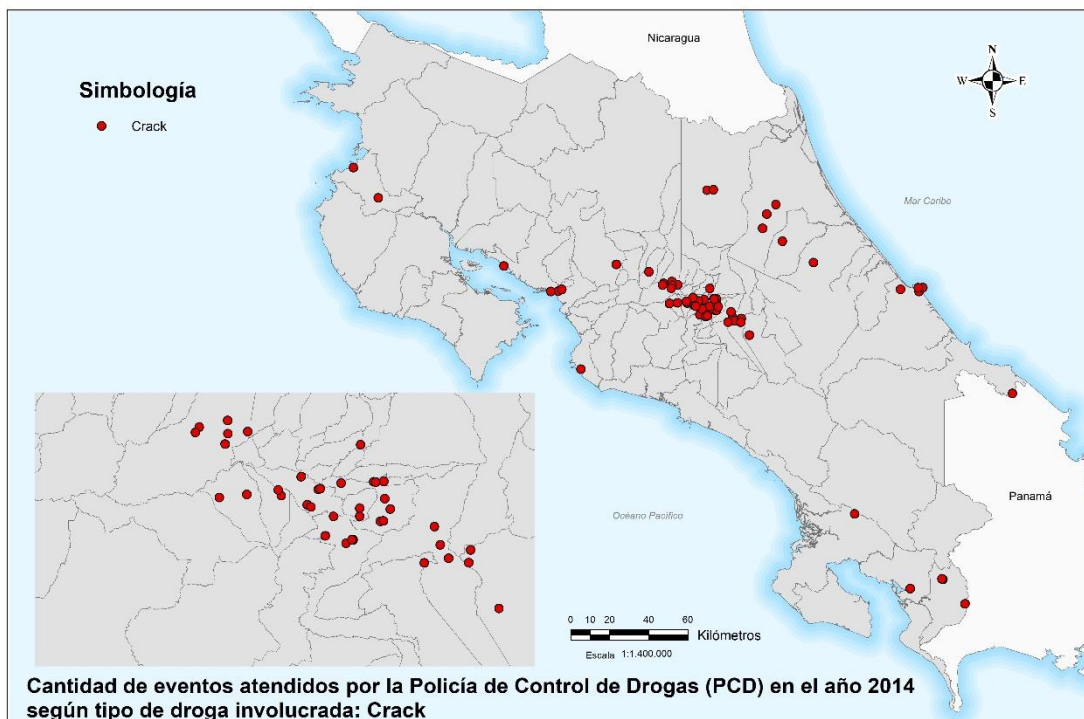 Nicaragua
N
W E
S
Simbología
Crack
Mar Caribe
Océano Pacífico
Panamá
0 10 20 40 60
Kilómetros
Escala 1:1.400.000
Cantidad de eventos atendidos por la Policía de Control de Drogas (PCD) en el año 2014
según tipo de droga involucrada: Crack